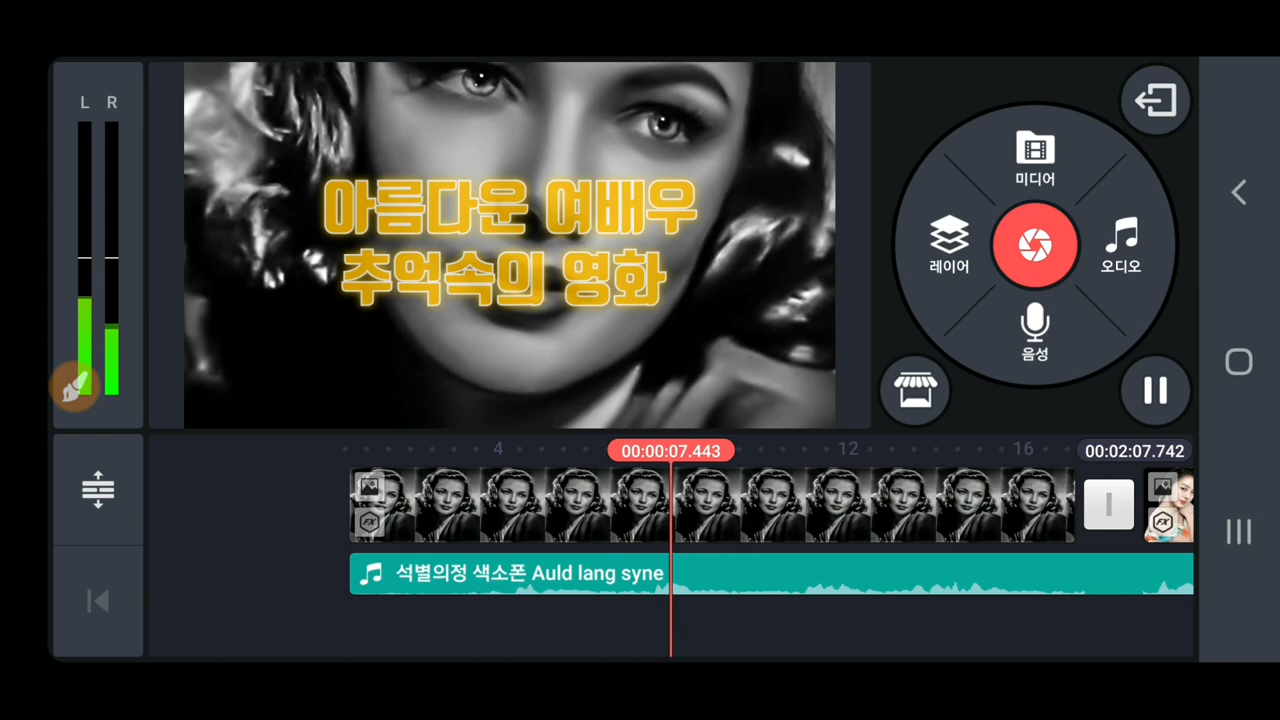 L R
아름다운 여배우
추억속의 영화
미디어
레이어
오디오
음성
4
00:00:07.443
12
16
00:02:07.742
FX
FX
석별의정 색소폰 Auld lang syne